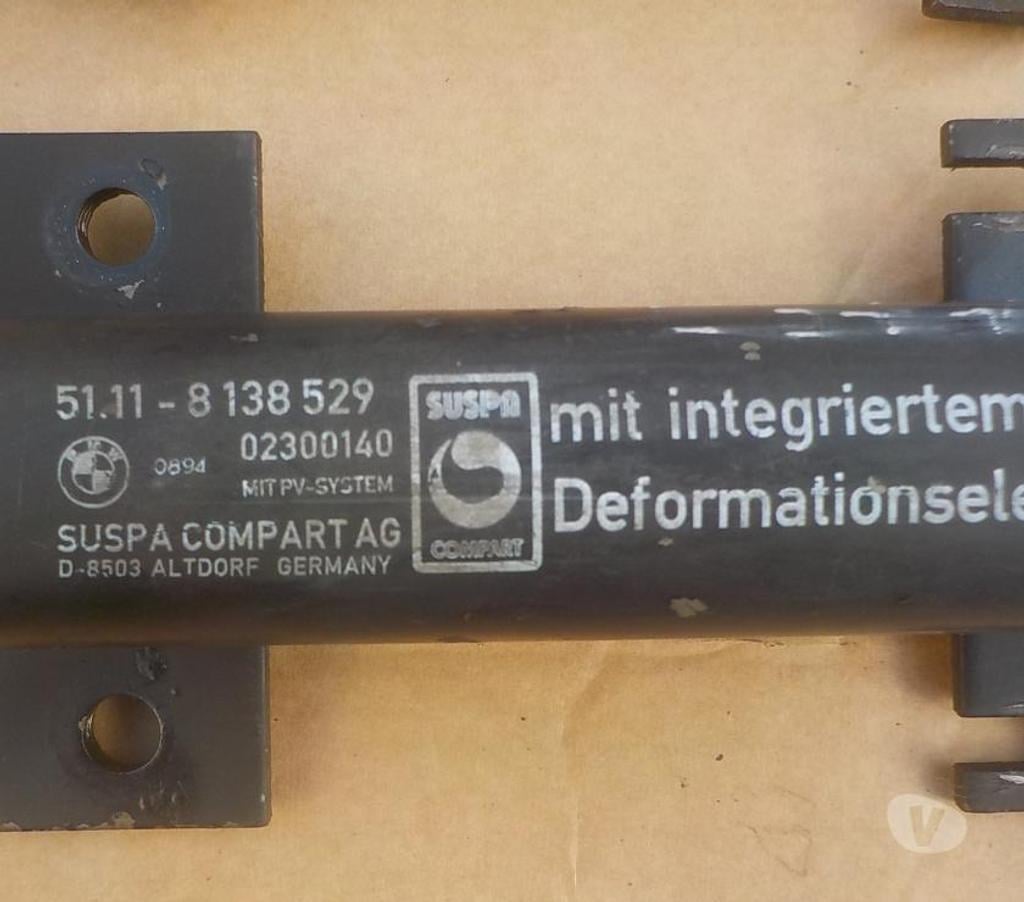 51.11 - 8 138 529
02300140
BMW
0894
MIT PV-SYSTEM
SUSPA COMPART AG
D-8503 ALTDORF GERMANY
SUSPA
COMPART
mit integriertem
Deformationsele
V